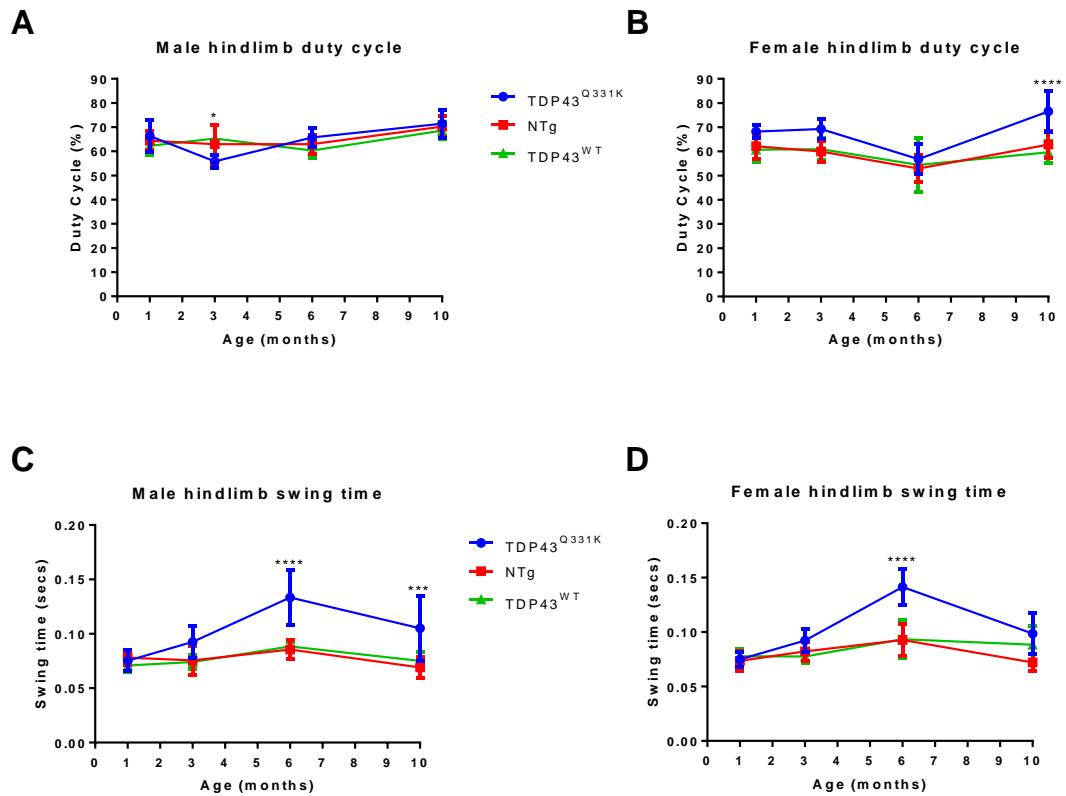 A
Male hindlimb duty cycle
90
80
70
60
50
40
30
20
10
0
Duty Cycle (%)
*
0 1 2 3 4 5 6 7 8 9 10
Age (months)
TDP43Q331K
NTg
TDP43WT
B
Female hindlimb duty cycle
90
80
70
60
50
40
30
20
10
0
Duty Cycle (%)
****
0 1 2 3 4 5 6 7 8 9 10
Age (months)
C
Male hindlimb swing time
0.20
0.15
0.10
0.05
0.00
Swing time (secs)
****
***
0 1 2 3 4 5 6 7 8 9 10
Age (months)
TDP43Q331K
NTg
TDP43WT
D
Female hindlimb swing time
0.20
0.15
0.10
0.05
0.00
Swing time (secs)
****
0 1 2 3 4 5 6 7 8 9 10
Age (months)